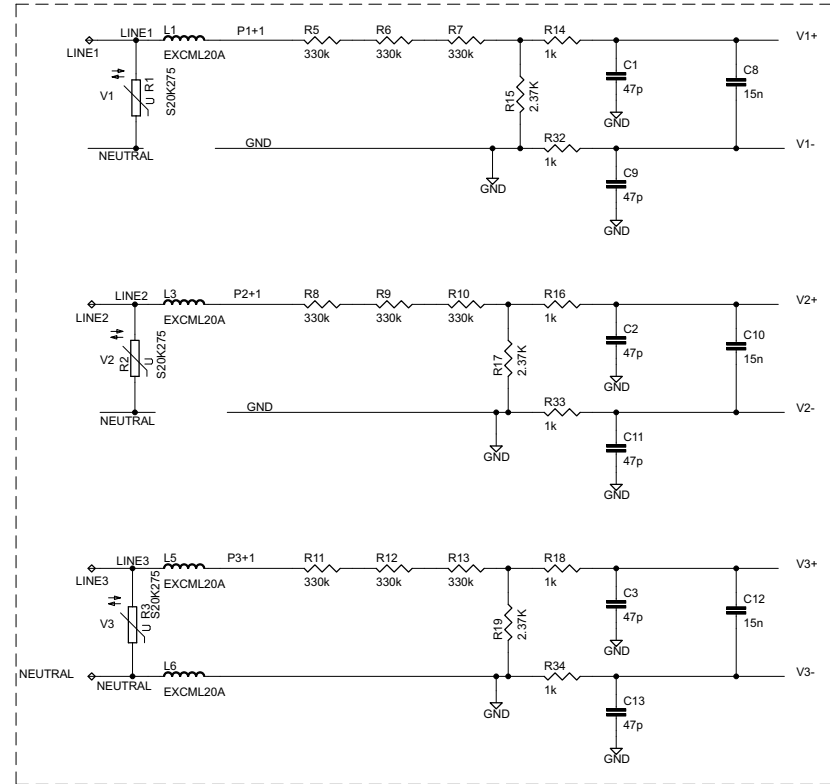 LINE1 L1 P1+1 R5 R6 R7 R14 V1+
LINE1 EXCML20A 330k 330k 330k 1k
C1 C8
47p 15n
V1 U R1 S20K275
R15 2.37K
GND
NEUTRAL GND R32 V1-
1k
GND C9
47p
GND
LINE2 L3 P2+1 R8 R9 R10 R16 V2+
LINE2 EXCML20A 330k 330k 330k 1k
C2 C10
47p 15n
V2 R2 U S20K275
R17 2.37K
GND
NEUTRAL GND R33 V2-
1k
GND C11
47p
GND
LINE3 L5 P3+1 R11 R12 R13 R18 V3+
LINE3 EXCML20A 330k 330k 330k 1k
C3 C12
47p 15n
V3 U R3 S20K275
R19 2.37K
GND
NEUTRAL NEUTRAL L6 R34 V3-
EXCML20A 1k
GND C13
47p
GND